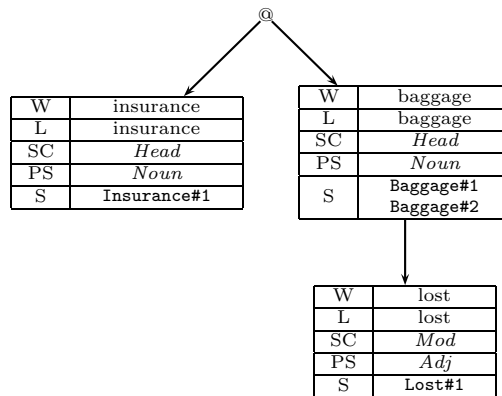 @
W insurance
L insurance
SC Head
PS Noun
S Insurance#1
W baggage
L baggage
SC Head
PS Noun
S Baggage#1
Baggage#2
W lost
L lost
SC Mod
PS Adj
S Lost#1